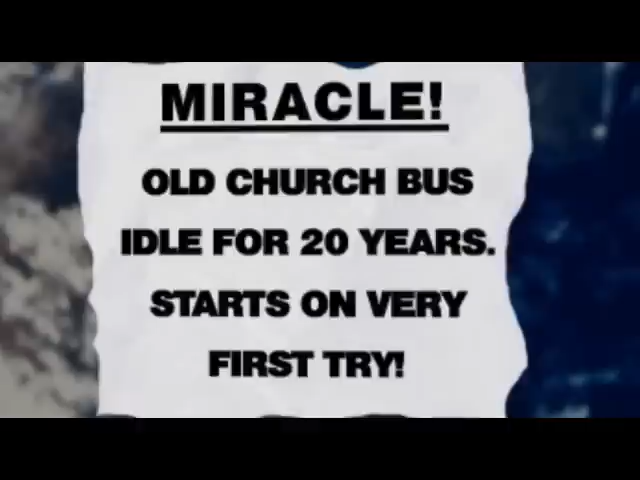 MIRACLE!
OLD CHURCH BUS
IDLE FOR 20 YEARS.
STARTS ON VERY
FIRST TRY!